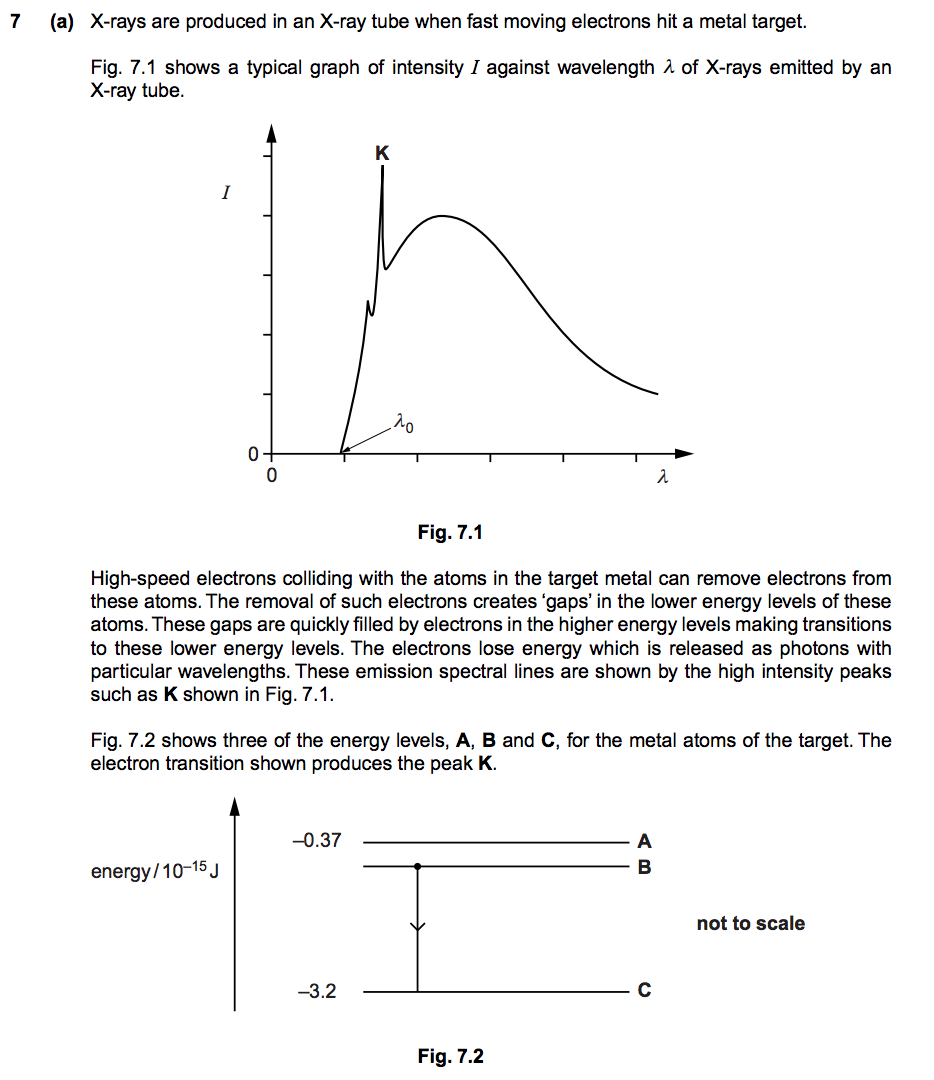 7 (a) X-rays are produced in an X-ray tube when fast moving electrons hit a metal target.
Fig. 7.1 shows a typical graph of intensity I against wavelength λ of X-rays emitted by an
X-ray tube.
K
I
λ0
0
0
λ
Fig. 7.1
High-speed electrons colliding with the atoms in the target metal can remove electrons from
these atoms. The removal of such electrons creates ‘gaps’ in the lower energy levels of these
atoms. These gaps are quickly filled by electrons in the higher energy levels making transitions
to these lower energy levels. The electrons lose energy which is released as photons with
particular wavelengths. These emission spectral lines are shown by the high intensity peaks
such as K shown in Fig. 7.1.
Fig. 7.2 shows three of the energy levels, A, B and C, for the metal atoms of the target. The
electron transition shown produces the peak K.
–0.37 A
energy/10–15 J B
not to scale
–3.2 C
Fig. 7.2